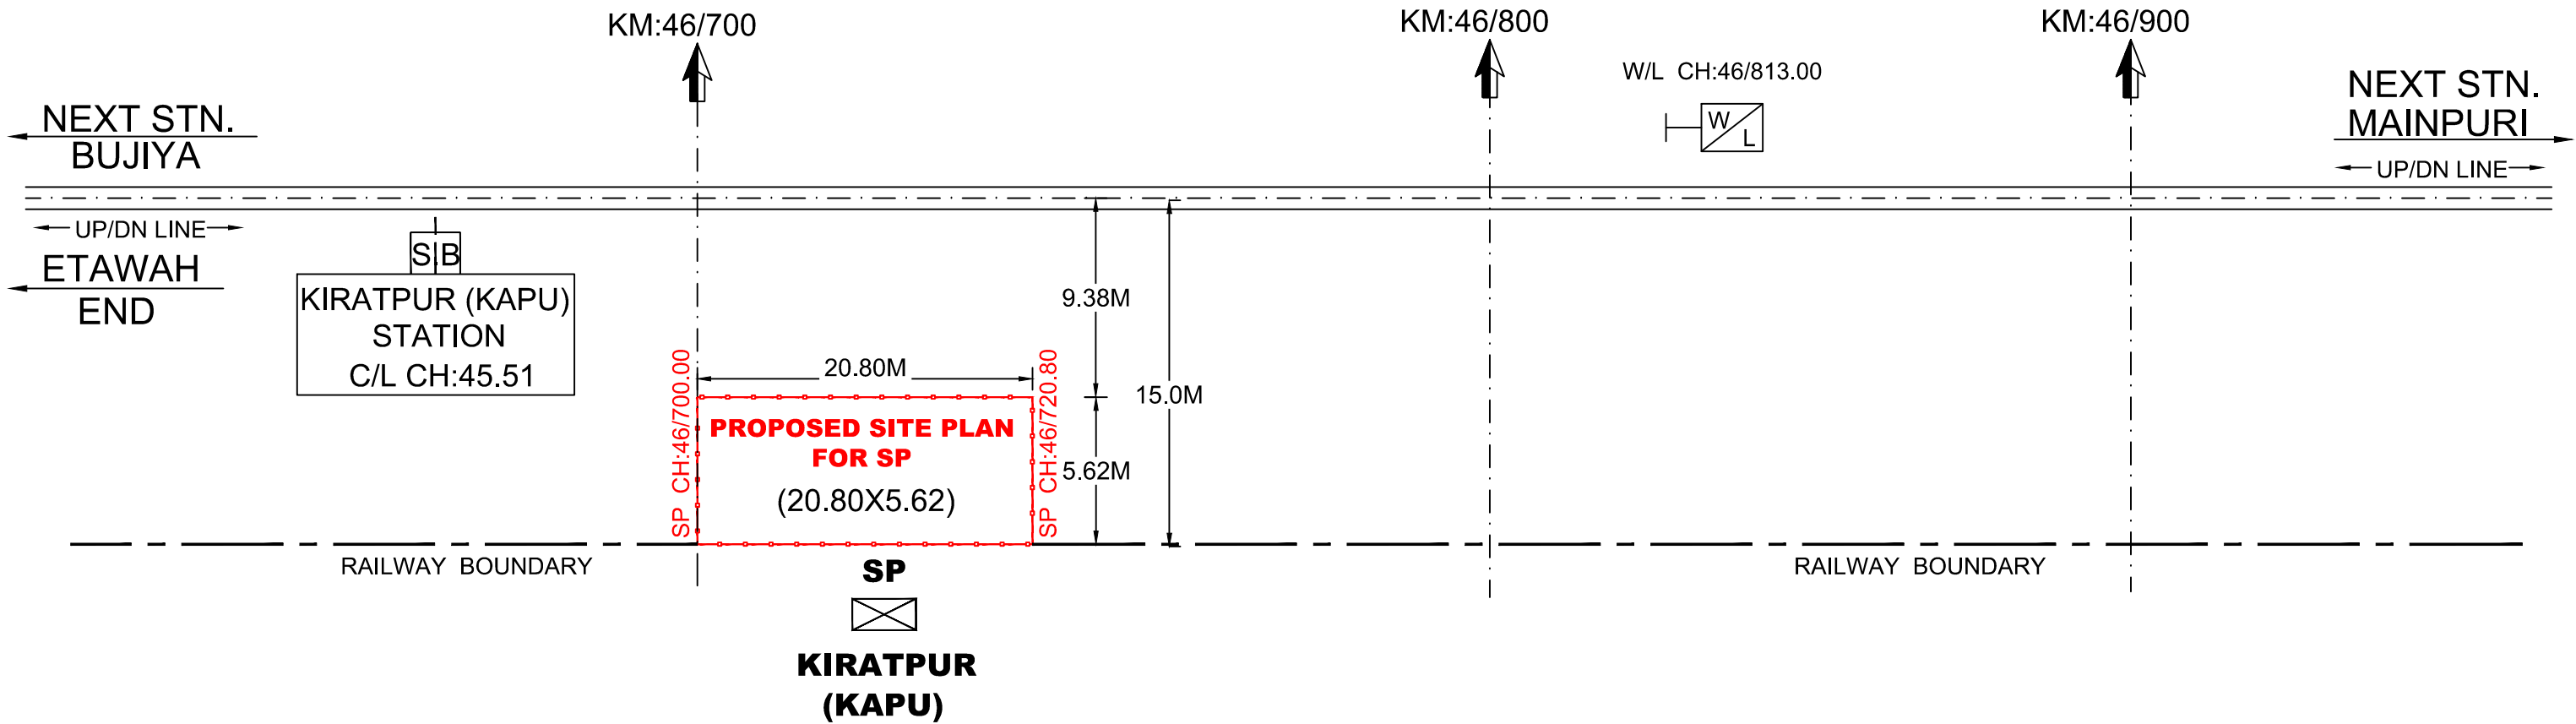 KM:46/700
KM:46/800
KM:46/900
W/L CH:46/813.00
W
L
NEXT STN.
BUJIYA
NEXT STN.
MAINPURI
UP/DN LINE
UP/DN LINE
ETAWAH
END
S B
KIRATPUR (KAPU)
STATION
C/L CH:45.51
9.38M
15.0M
5.62M
20.80M
SP CH:46/700.00
SP CH:46/720.80
PROPOSED SITE PLAN
FOR SP
(20.80X5.62)
RAILWAY BOUNDARY
RAILWAY BOUNDARY
SP
KIRATPUR
(KAPU)